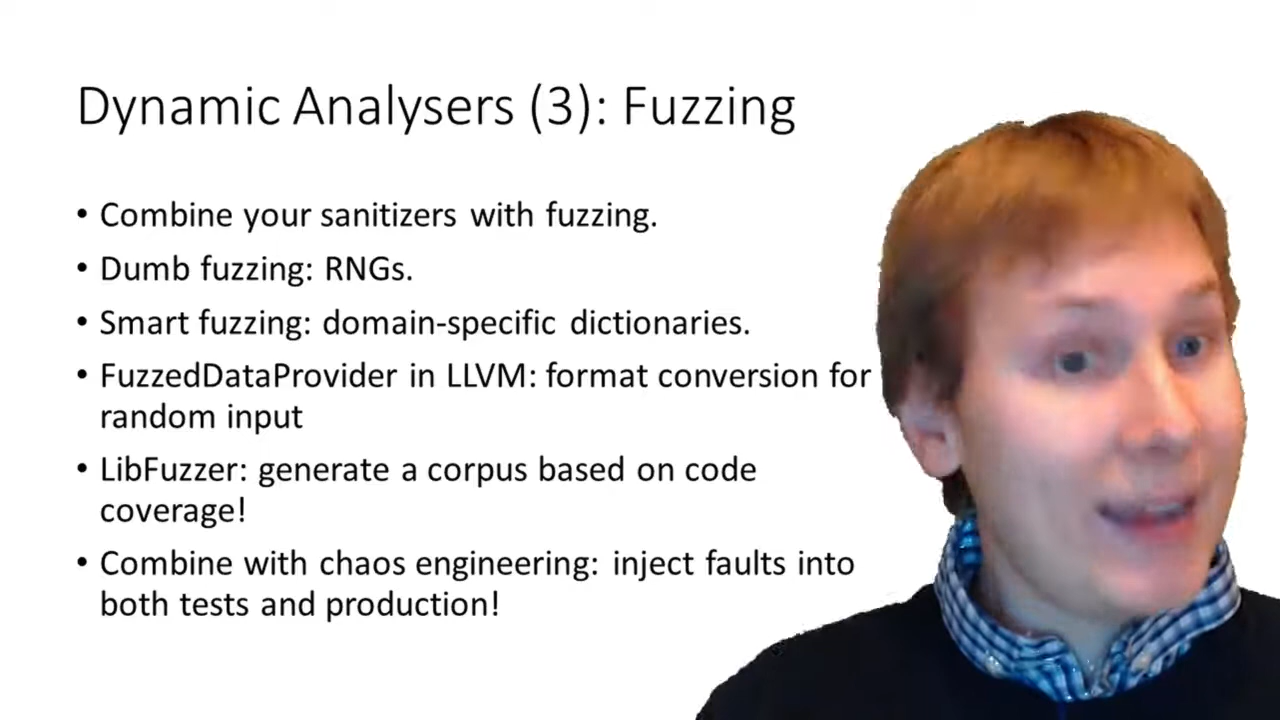 Dynamic Analysers (3): Fuzzing
• Combine your sanitizers with fuzzing.
• Dumb fuzzing: RNGs.
• Smart fuzzing: domain-specific dictionaries.
• FuzzedDataProvider in LLVM: format conversion for
random input
• LibFuzzer: generate a corpus based on code
coverage!
• Combine with chaos engineering: inject faults into
both tests and production!